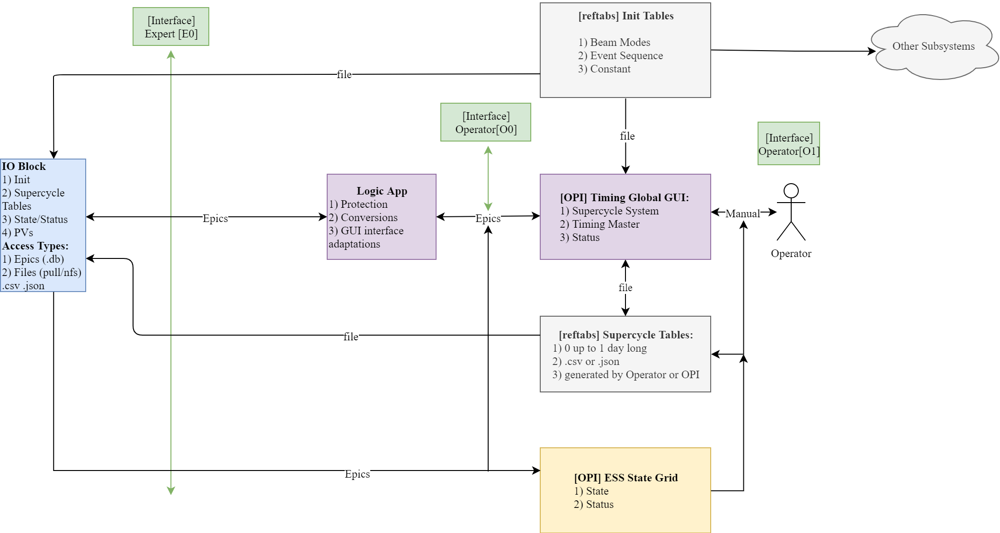 [Interface]
Expert [E0]
[reftabs] Init Tables
1) Beam Modes
2) Event Sequence
3) Constant
Other Subsystems
file
[Interface]
Operator[O0]
file
[Interface]
Operator[O1]
IO Block
1) Init
2) Supercycle
Tables
3) State/Status
4) PVs
Access Types:
1) Epics (.db)
2) Files (pull/nfs)
.csv .json
Epics
Logic App
1) Protection
2) Conversions
3) GUI interface
adaptations
Epics
[OPI] Timing Global GUI:
1) Supercycle System
2) Timing Master
3) Status
Manual
Operator
file
file
[reftabs] Supercycle Tables:
1) 0 up to 1 day long
2) .csv or .json
3) generated by Operator or OPI
Epics
[OPI] ESS State Grid
1) State
2) Status